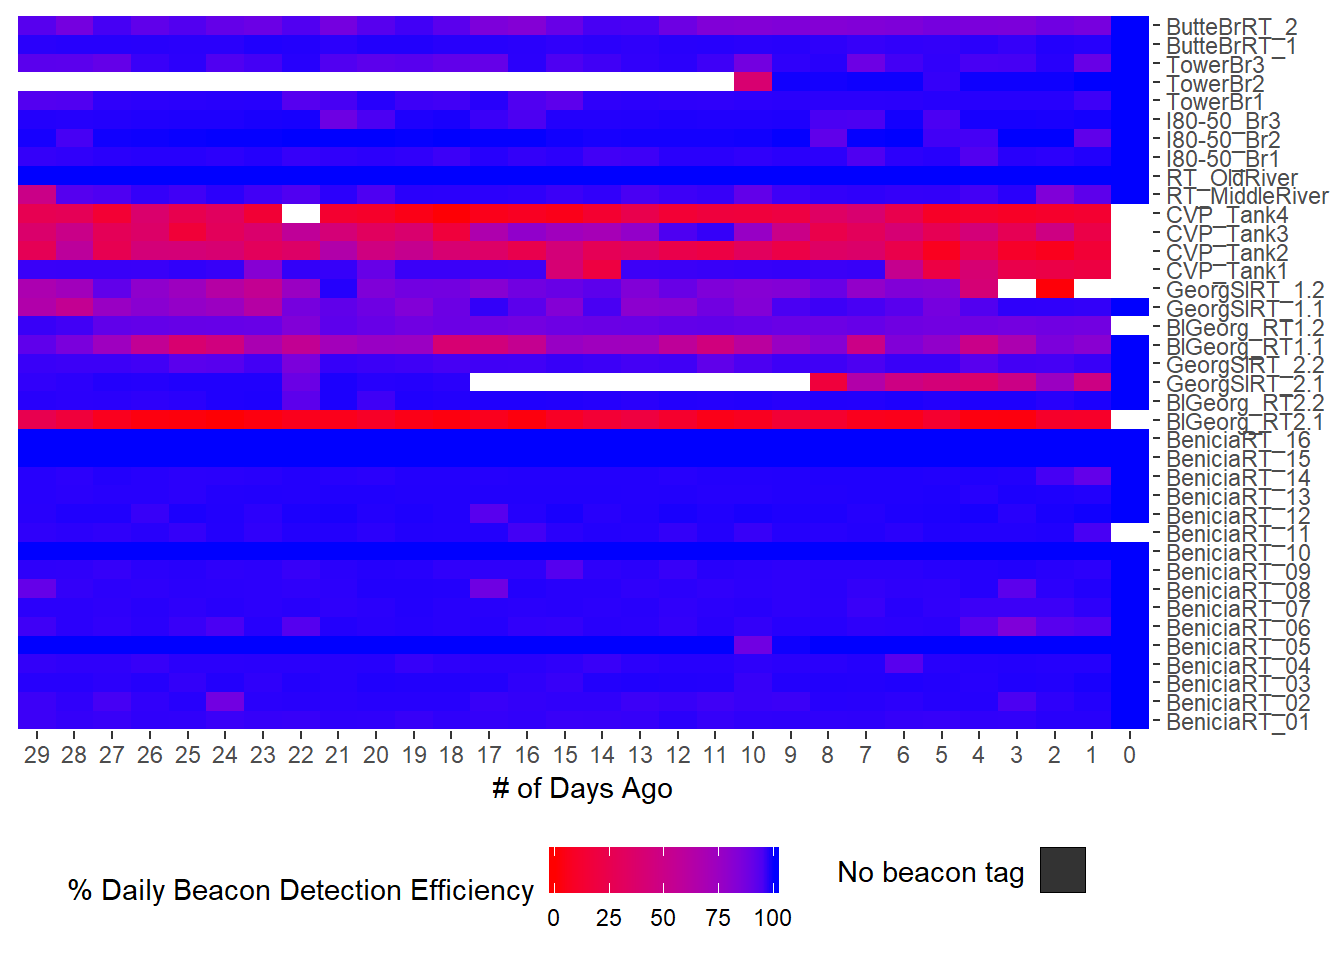 ButteBrRT_2
ButteBrRT_1
TowerBr3
TowerBr2
TowerBr1
I80-50_Br3
I80-50_Br2
I80-50_Br1
RT_OldRiver
RT_MiddleRiver
CVP_Tank4
CVP_Tank3
CVP_Tank2
CVP_Tank1
GeorgSlRT_1.2
GeorgSlRT_1.1
BlGeorg_RT1.2
BlGeorg_RT1.1
GeorgSlRT_2.2
GeorgSlRT_2.1
BlGeorg_RT2.2
BlGeorg_RT2.1
BeniciaRT_16
BeniciaRT_15
BeniciaRT_14
BeniciaRT_13
BeniciaRT_12
BeniciaRT_11
BeniciaRT_10
BeniciaRT_09
BeniciaRT_08
BeniciaRT_07
BeniciaRT_06
BeniciaRT_05
BeniciaRT_04
BeniciaRT_03
BeniciaRT_02
BeniciaRT_01
29 28 27 26 25 24 23 22 21 20 19 18 17 16 15 14 13 12 11 10 9 8 7 6 5 4 3 2 1 0
# of Days Ago
% Daily Beacon Detection Efficiency
0 25 50 75 100
No beacon tag